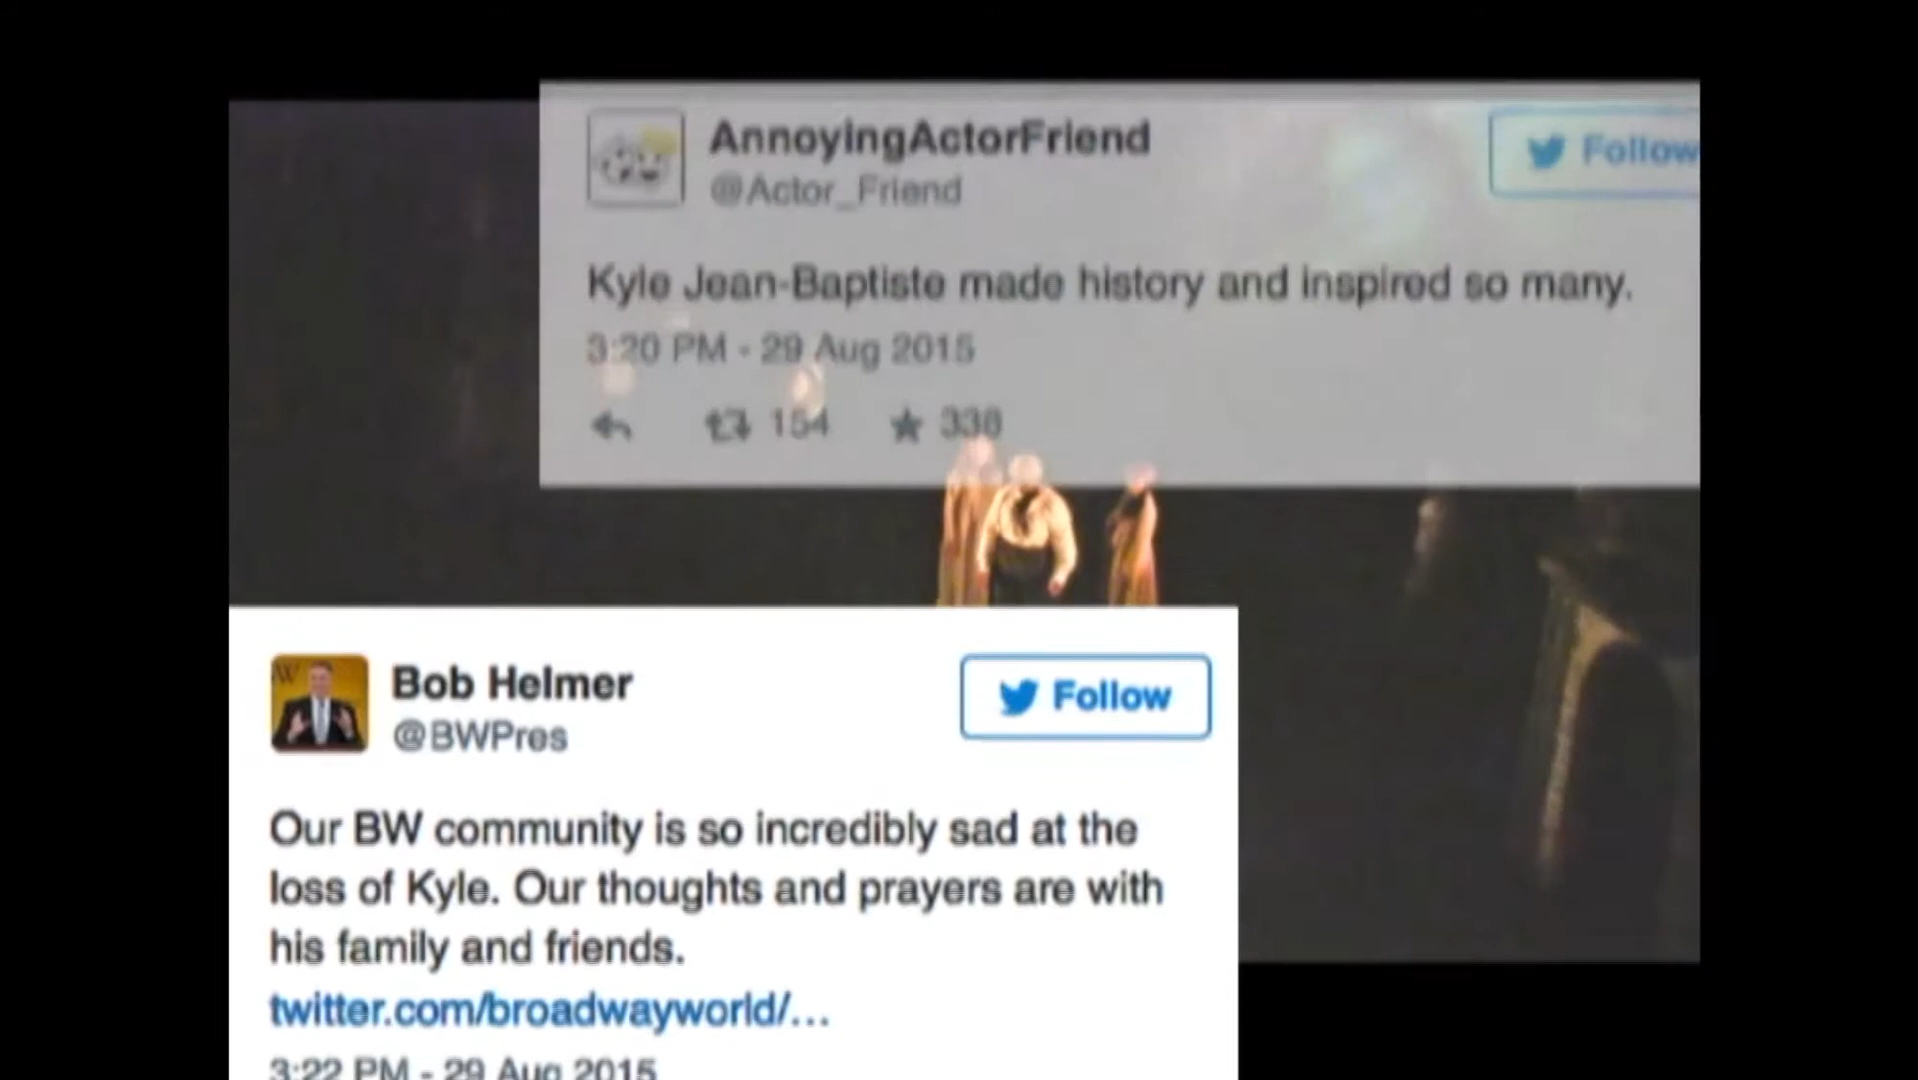 AnnoyingActorFriend
@Actor_Friend
Follow
Kyle Jean-Baptiste made history and inspired so many.
3:20 PM - 29 Aug 2015
154 338
Bob Helmer
@BWPres
Follow
Our BW community is so incredibly sad at the
loss of Kyle. Our thoughts and prayers are with
his family and friends.
twitter.com/broadwayworld/...
3:22 PM - 29 Aug 2015